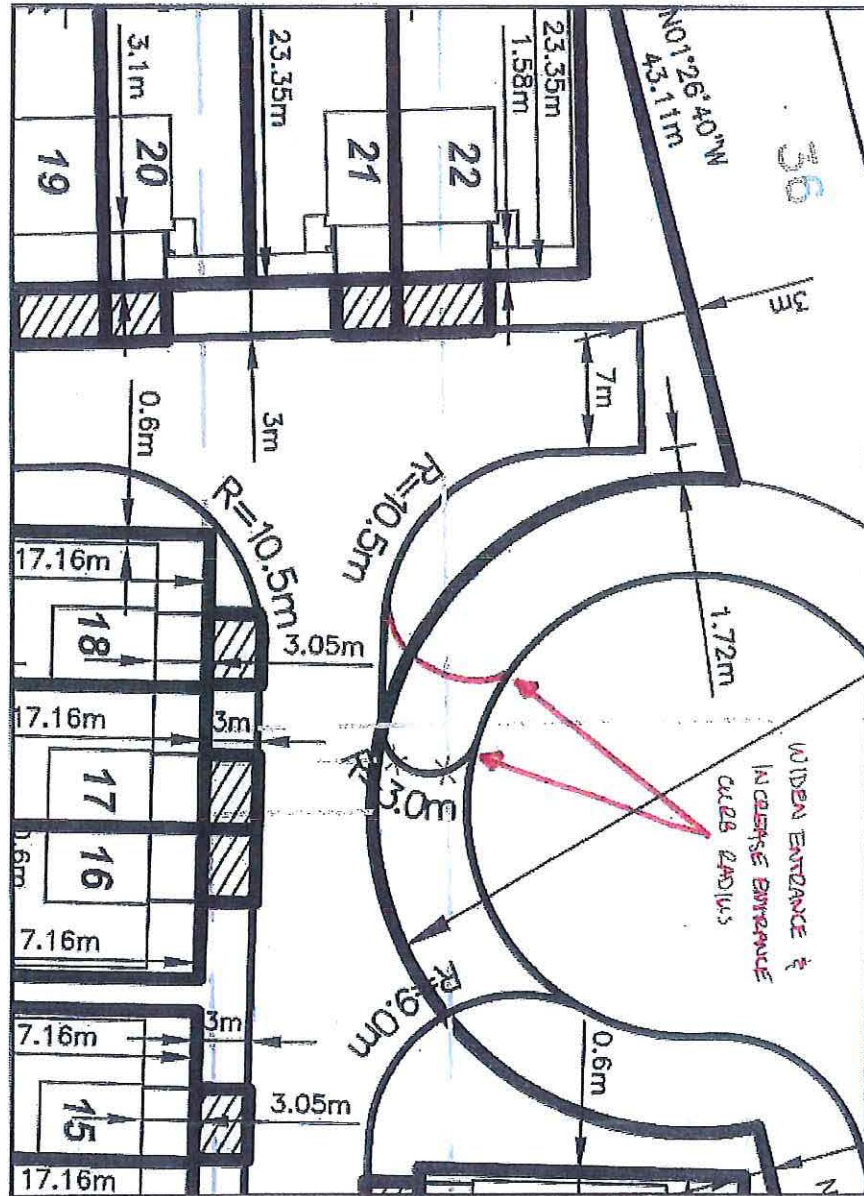 N01°26'40"W
43.11m
36
23.35m
1.58m
23.35m
3.1m
22
21
20
19
3m
7m
3m
0.6m
R=10.5m
R=10.5m
1.72m
17.16m
18
3.05m
17.16m
3m
17
16
R=3.0m
WIDEN ENTRANCE &
INCREASE ENTRANCE
CURB RADIUS
0.6m
7.16m
R=9.0m
0.6m
7.16m
3m
15
3.05m
17.16m